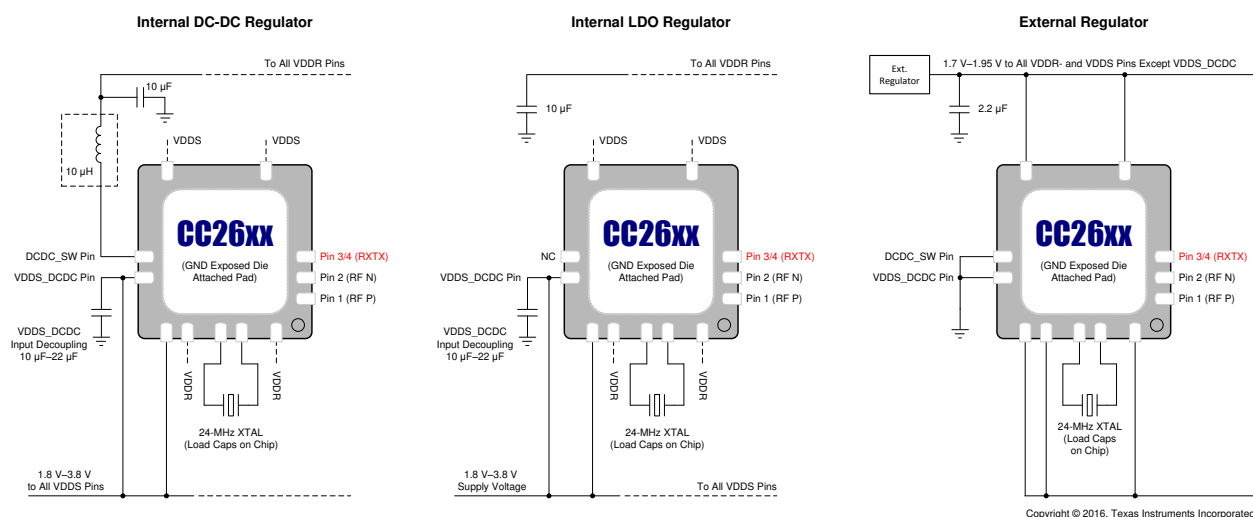 Internal DC-DC Regulator
To All VDDR Pins
10 µF
10 µH
VDDS
VDDS
CC26xx
(GND Exposed Die
Attached Pad)
DCDC_SW Pin
VDDS_DCDC Pin
Pin 3/4 (RXTX)
Pin 2 (RF N)
Pin 1 (RF P)
VDDS_DCDC
Input Decoupling
10 µF–22 µF
VDDR
VDDR
24-MHz XTAL
(Load Caps on Chip)
1.8 V–3.8 V
to All VDDS Pins
Internal LDO Regulator
To All VDDR Pins
10 µF
VDDS
VDDS
CC26xx
(GND Exposed Die
Attached Pad)
NC
VDDS_DCDC Pin
Pin 3/4 (RXTX)
Pin 2 (RF N)
Pin 1 (RF P)
VDDS_DCDC
Input Decoupling
10 µF–22 µF
VDDR
VDDR
24-MHz XTAL
(Load Caps on Chip)
1.8 V–3.8 V
Supply Voltage
To All VDDS Pins
External Regulator
Ext.
Regulator
1.7 V–1.95 V to All VDDR- and VDDS Pins Except VDDS_DCDC
2.2 µF
CC26xx
(GND Exposed Die
Attached Pad)
DCDC_SW Pin
VDDS_DCDC Pin
Pin 3/4 (RXTX)
Pin 2 (RF N)
Pin 1 (RF P)
24-MHz XTAL
(Load Caps
on Chip)
Copyright © 2016, Texas Instruments Incorporated